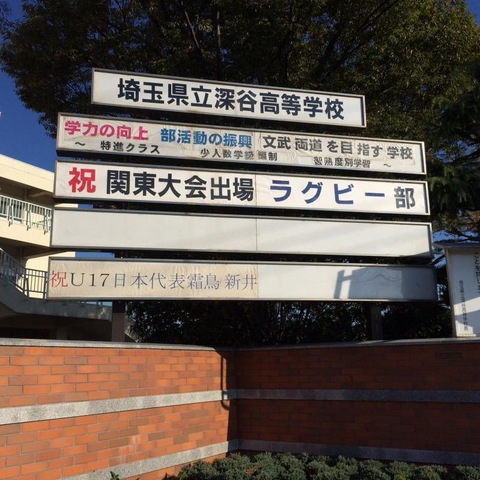 埼玉県立深谷高等学校
学力の向上 部活動の振興 文武両道を目指す学校
～特進クラス 少人数学級編制 習熟度別学習～
祝 関東大会出場 ラグビー部
祝U17日本代表霜鳥 新井